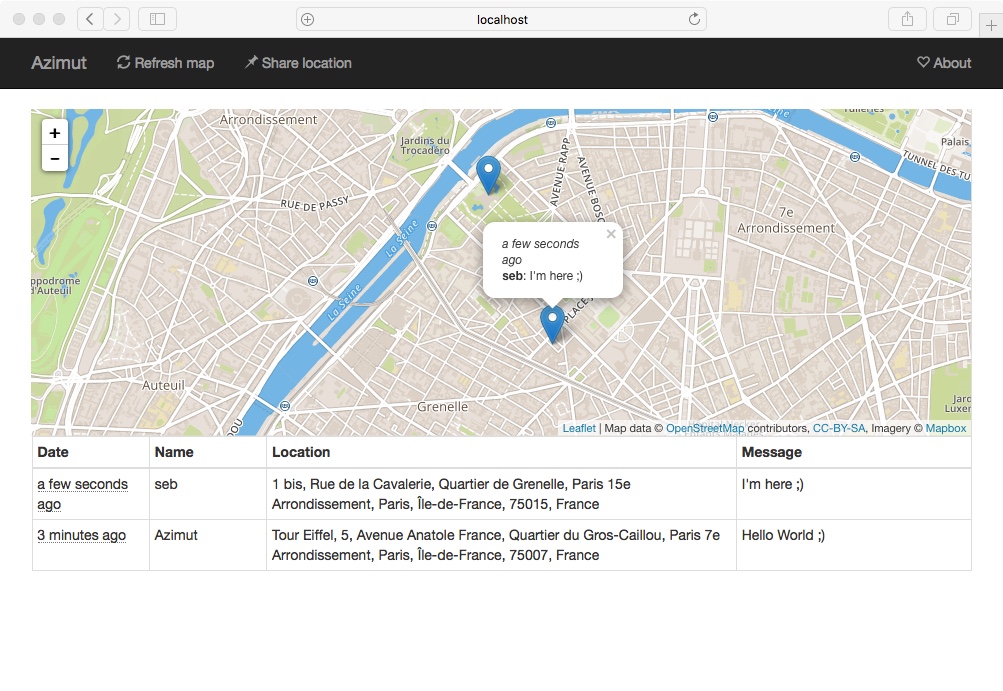 localhost
Azimut
Refresh map
Share location
About
+
−
Arrondissement
Jardins du
Trocadéro
RUE DE PASSY
AVENUE RAPP
AVENUE BOSC
Tuileries
Palais
TUNNEL DES TU
7e
Arrondissement
La Seine
La Seine
ppodrome
d'Auteuil
×
a few seconds
ago
seb: I'm here ;)
PLACE J
Auteuil
Grenelle
DOU
Jard
Luxer
Leaflet | Map data © OpenStreetMap contributors, CC-BY-SA, Imagery © Mapbox
Date Name Location Message
a few seconds
ago
seb
1 bis, Rue de la Cavalerie, Quartier de Grenelle, Paris 15e
Arrondissement, Paris, Île-de-France, 75015, France
I'm here ;)
3 minutes ago
Azimut
Tour Eiffel, 5, Avenue Anatole France, Quartier du Gros-Caillou, Paris 7e
Arrondissement, Paris, Île-de-France, 75007, France
Hello World ;)